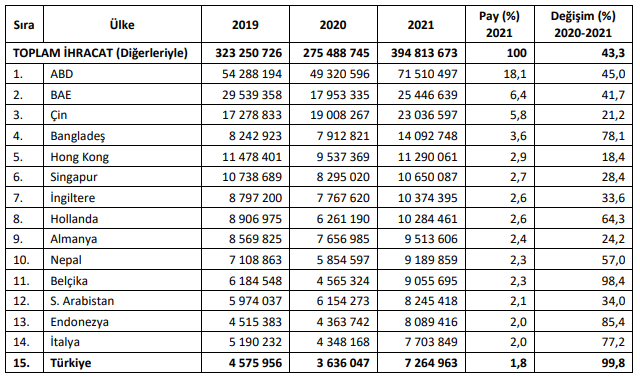 Sıra Ülke 2019 2020 2021 Pay (%) 2021 Değişim (%) 2020-2021
TOPLAM İHRACAT (Diğerleriyle) 323 250 726 275 488 745 394 813 673 100 43,3
1. ABD 54 288 194 49 320 596 71 510 497 18,1 45,0
2. BAE 29 539 358 17 953 335 25 446 639 6,4 41,7
3. Çin 17 278 833 19 008 267 23 036 597 5,8 21,2
4. Bangladeş 8 242 923 7 912 821 14 092 748 3,6 78,1
5. Hong Kong 11 478 401 9 537 369 11 290 061 2,9 18,4
6. Singapur 10 738 689 8 295 020 10 650 087 2,7 28,4
7. İngiltere 8 797 200 7 767 620 10 374 395 2,6 33,6
8. Hollanda 8 906 975 6 261 190 10 284 461 2,6 64,3
9. Almanya 8 569 825 7 656 985 9 513 606 2,4 24,2
10. Nepal 7 108 863 5 854 597 9 189 859 2,3 57,0
11. Belçika 6 184 548 4 565 324 9 055 695 2,3 98,4
12. S. Arabistan 5 974 037 6 154 273 8 245 418 2,1 34,0
13. Endonezya 4 515 383 4 363 742 8 089 416 2,0 85,4
14. İtalya 5 190 232 4 348 168 7 703 849 2,0 77,2
15. Türkiye 4 575 956 3 636 047 7 264 963 1,8 99,8